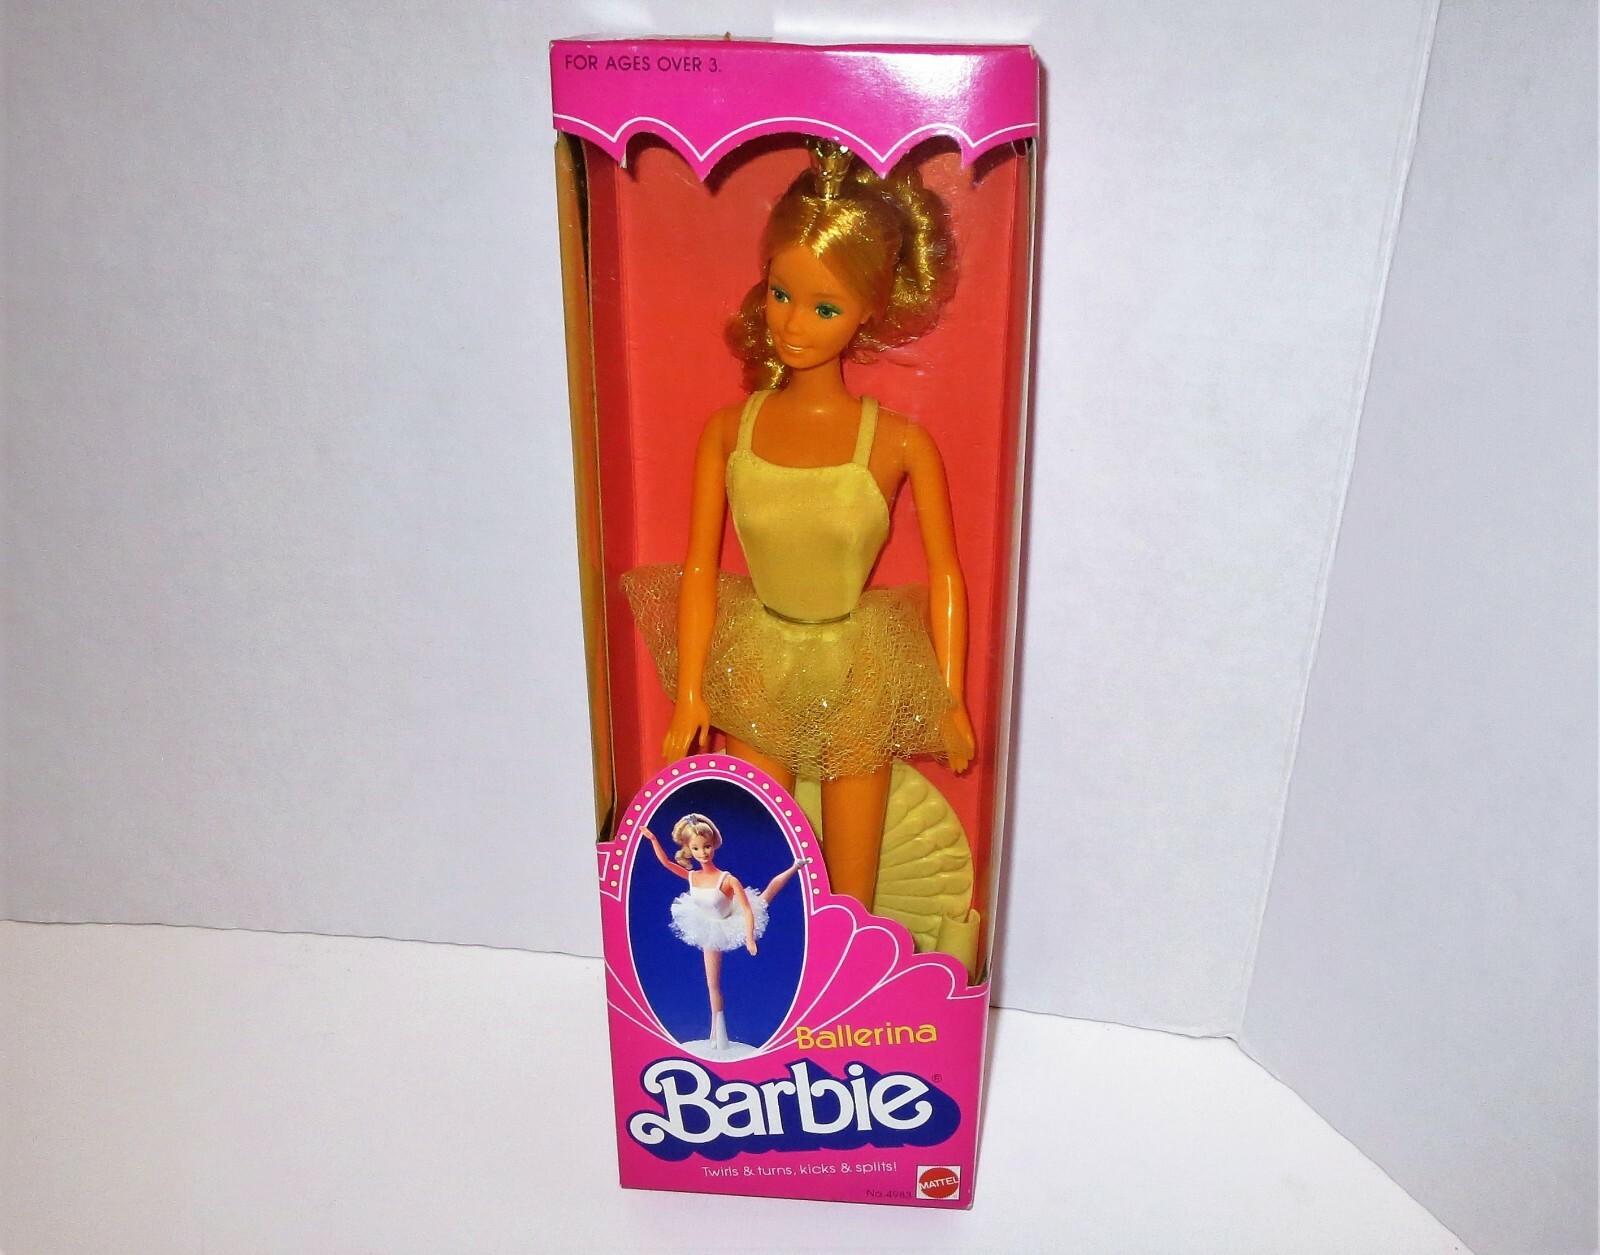 FOR AGES OVER 3.
Ballerina
Barbie®
Twirls & turns, kicks & splits!
No. 4983
MATTEL